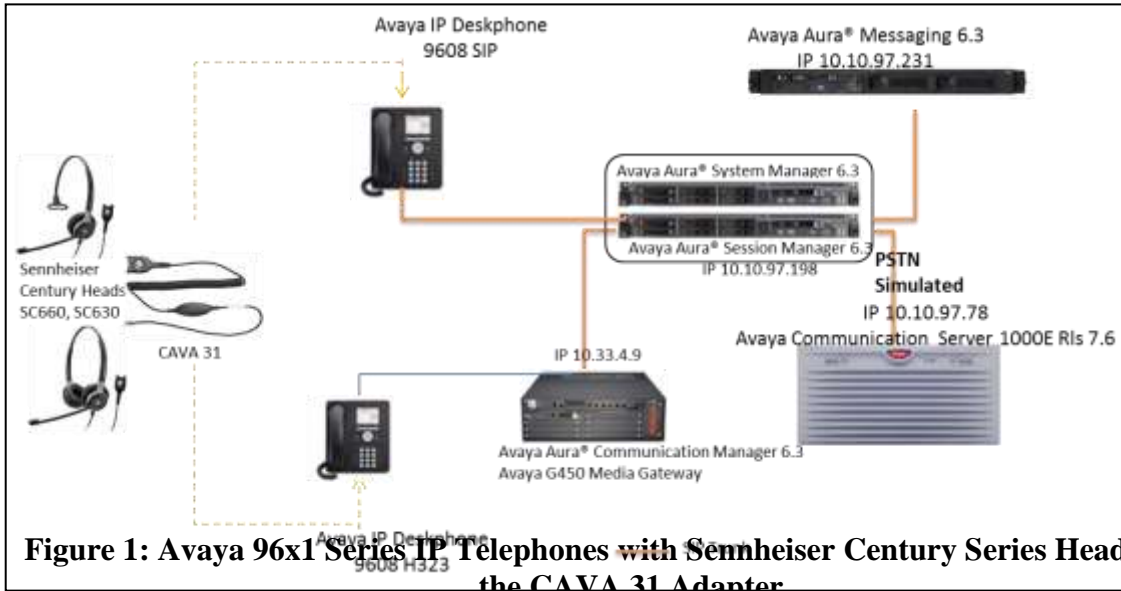 Avaya IP Deskphone
9608 SIP
Avaya Aura® Messaging 6.3
IP 10.10.97.231
Avaya Aura® System Manager 6.3
Avaya Aura® Session Manager 6.3
IP 10.10.97.198
PSTN
Simulated
IP 10.10.97.78
Avaya Communication Server 1000E Rls 7.6
Sennheiser
Century Heads
SC660, SC630
CAVA 31
IP 10.33.4.9
Avaya Aura® Communication Manager 6.3
Avaya G450 Media Gateway
Avaya IP Deskphone
9608 H323
Figure 1: Avaya 96x1 Series IP Telephones with Sennheiser Century Series Head
the CAVA 31 Adapter